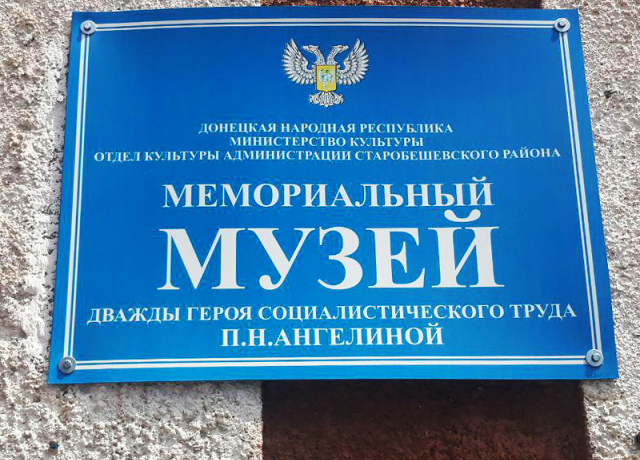 ДОНЕЦКАЯ НАРОДНАЯ РЕСПУБЛИКА
МИНИСТЕРСТВО КУЛЬТУРЫ
ОТДЕЛ КУЛЬТУРЫ АДМИНИСТРАЦИИ СТАРОБЕШЕВСКОГО РАЙОНА
МЕМОРИАЛЬНЫЙ
МУЗЕЙ
ДВАЖДЫ ГЕРОЯ СОЦИАЛИСТИЧЕСКОГО ТРУДА
П.Н.АНГЕЛИНОЙ